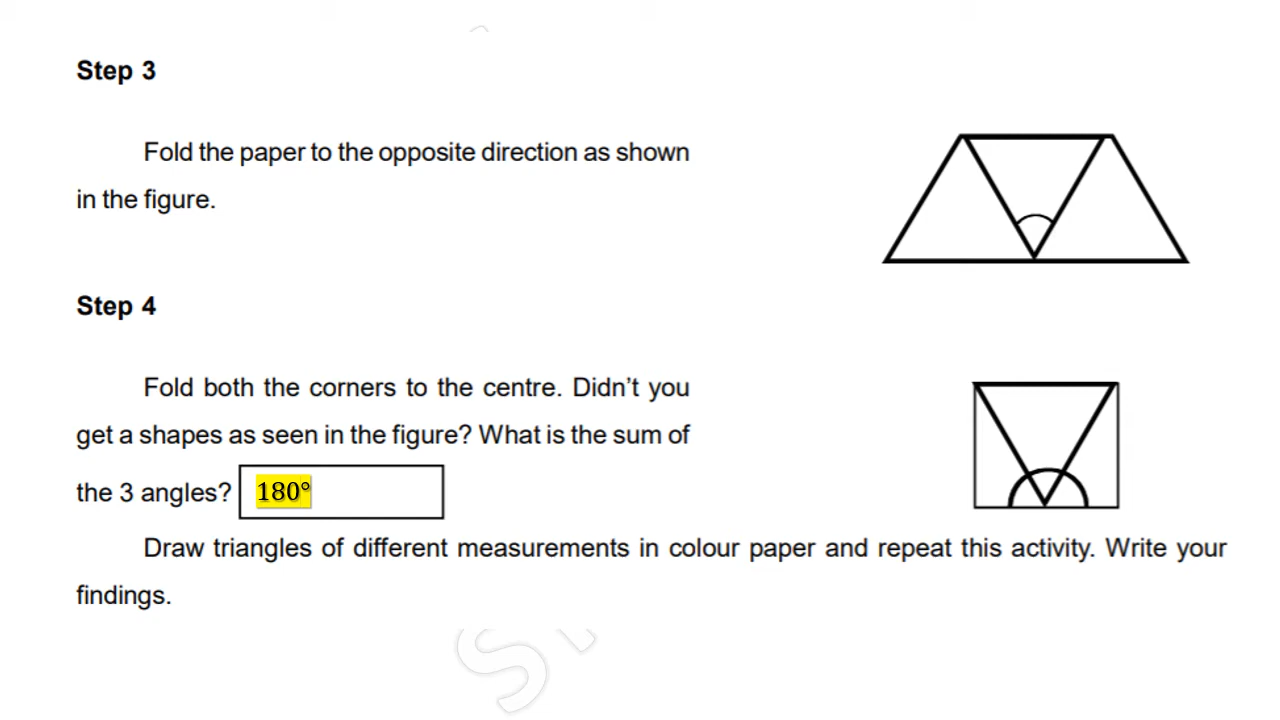 Step 3
Fold the paper to the opposite direction as shown
in the figure.
Step 4
Fold both the corners to the centre. Didn't you
get a shapes as seen in the figure? What is the sum of
the 3 angles? 180°
Draw triangles of different measurements in colour paper and repeat this activity. Write your
findings.